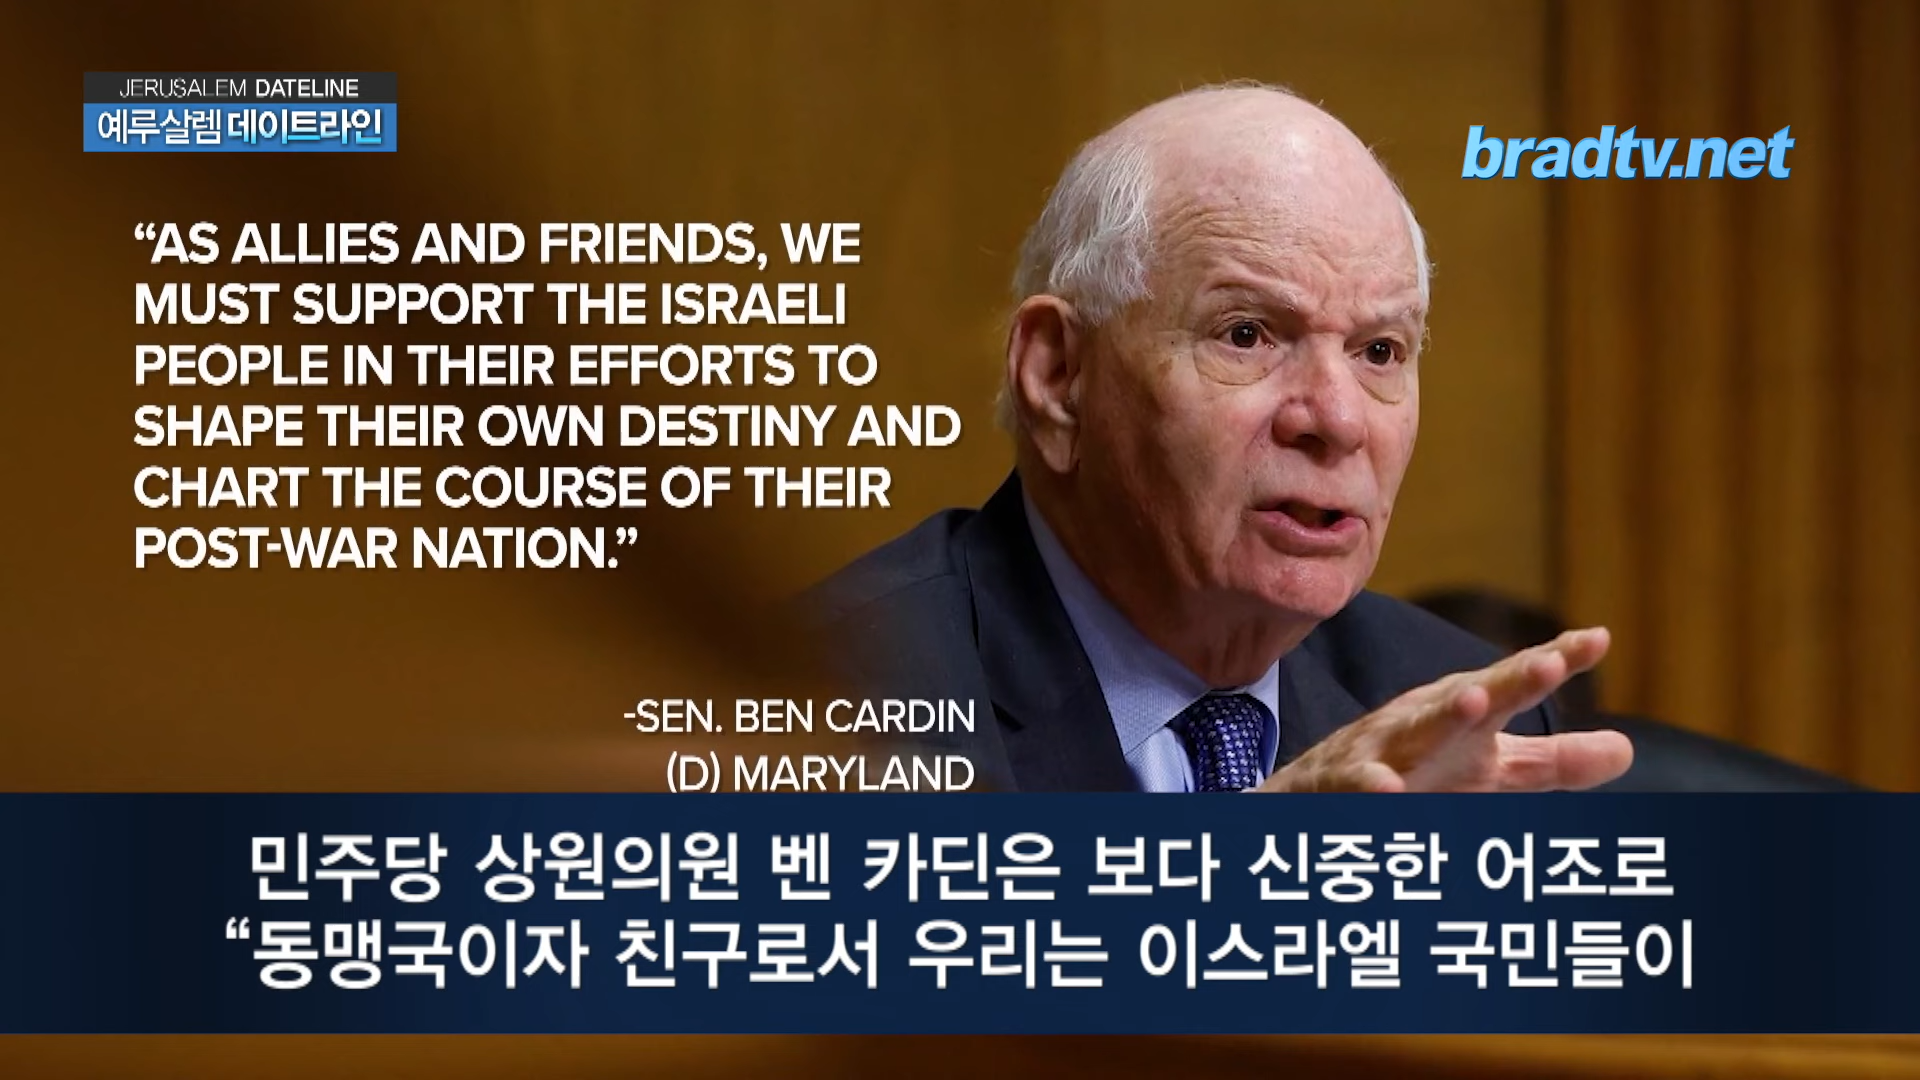 JERUSALEM DATELINE
예루살렘 데이트라인
bradtv.net
“AS ALLIES AND FRIENDS, WE
MUST SUPPORT THE ISRAELI
PEOPLE IN THEIR EFFORTS TO
SHAPE THEIR OWN DESTINY AND
CHART THE COURSE OF THEIR
POST-WAR NATION.”
-SEN. BEN CARDIN
(D) MARYLAND
민주당 상원의원 벤 카딘은 보다 신중한 어조로
“동맹국이자 친구로서 우리는 이스라엘 국민들이